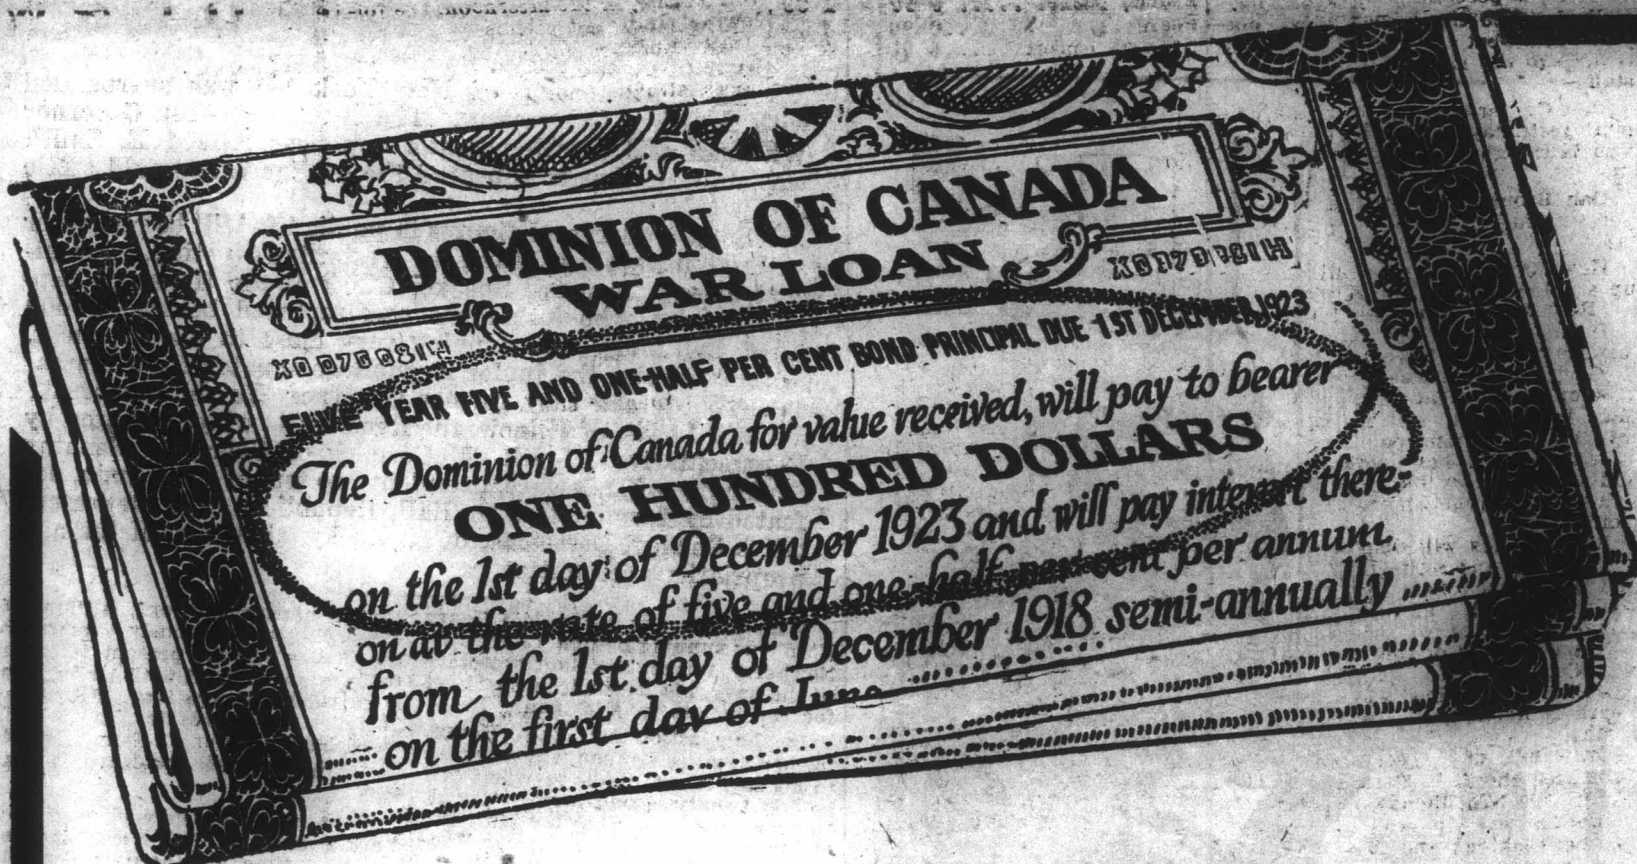 DOMINION OF CANADA
WAR LOAN
FIVE YEAR FIVE AND ONE-HALF PER CENT BOND PRINCIPAL DUE 1ST DECEMBER, 1923
The Dominion of Canada for value received, will pay to bearer
ONE HUNDRED DOLLARS
on the 1st day of December 1923 and will pay interest there-
on at the rate of five and one-half per cent per annum
from the 1st day of December 1918 semi-annually
on the first day of June